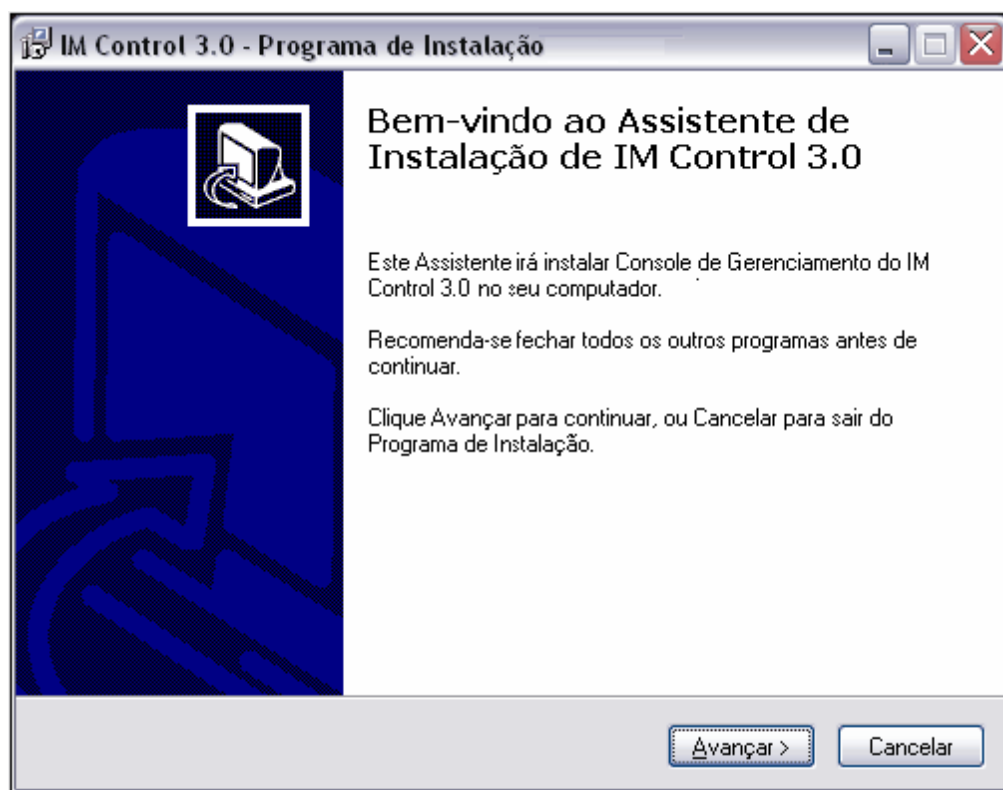 IM Control 3.0 - Programa de Instalação
Bem-vindo ao Assistente de
Instalação de IM Control 3.0
Este Assistente irá instalar Console de Gerenciamento do IM
Control 3.0 no seu computador.
Recomenda-se fechar todos os outros programas antes de
continuar.
Clique Avançar para continuar, ou Cancelar para sair do
Programa de Instalação.
Avançar >
Cancelar